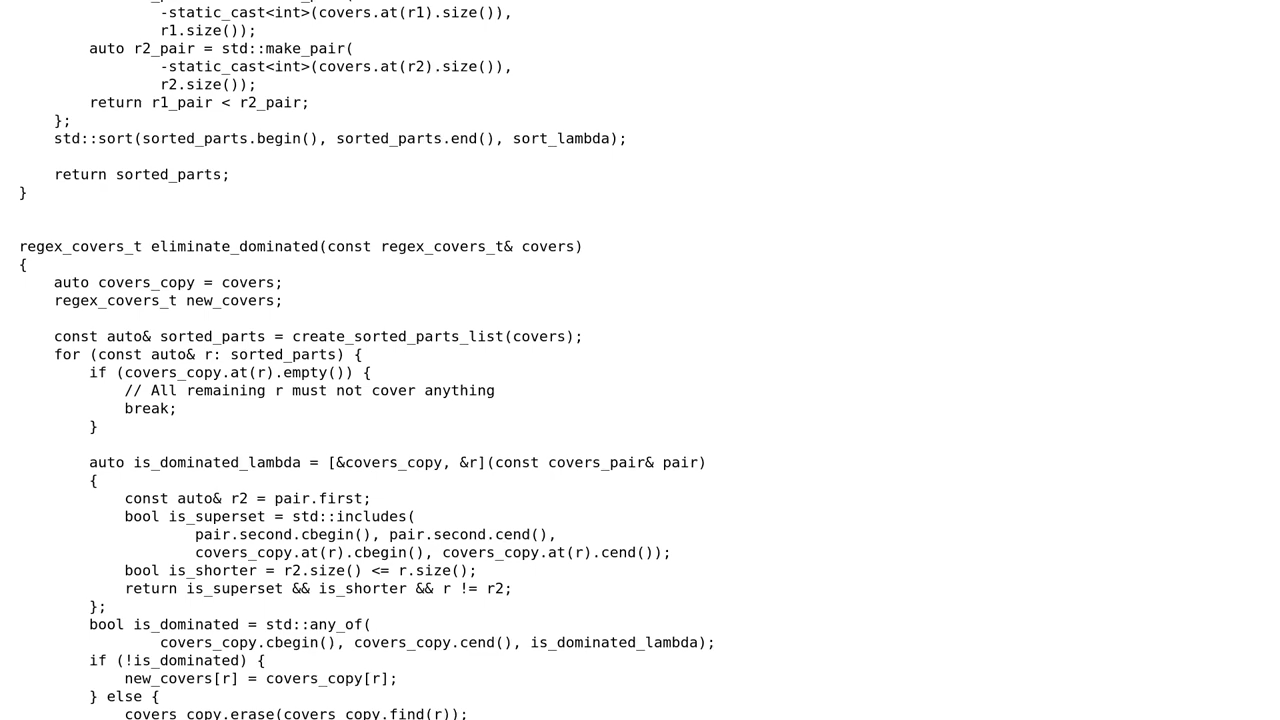 -static_cast<int>(covers.at(r1).size()),
r1.size());
auto r2_pair = std::make_pair(
-static_cast<int>(covers.at(r2).size()),
r2.size());
return r1_pair < r2_pair;
};
std::sort(sorted_parts.begin(), sorted_parts.end(), sort_lambda);
return sorted_parts;
}
regex_covers_t eliminate_dominated(const regex_covers_t& covers)
{
auto covers_copy = covers;
regex_covers_t new_covers;
const auto& sorted_parts = create_sorted_parts_list(covers);
for (const auto& r: sorted_parts) {
if (covers_copy.at(r).empty()) {
// All remaining r must not cover anything
break;
}
auto is_dominated_lambda = [&covers_copy, &r](const covers_pair& pair)
{
const auto& r2 = pair.first;
bool is_superset = std::includes(
pair.second.cbegin(), pair.second.cend(),
covers_copy.at(r).cbegin(), covers_copy.at(r).cend());
bool is_shorter = r2.size() <= r.size();
return is_superset && is_shorter && r != r2;
};
bool is_dominated = std::any_of(
covers_copy.cbegin(), covers_copy.cend(), is_dominated_lambda);
if (!is_dominated) {
new_covers[r] = covers_copy[r];
} else {
covers_copy.erase(covers_copy.find(r));